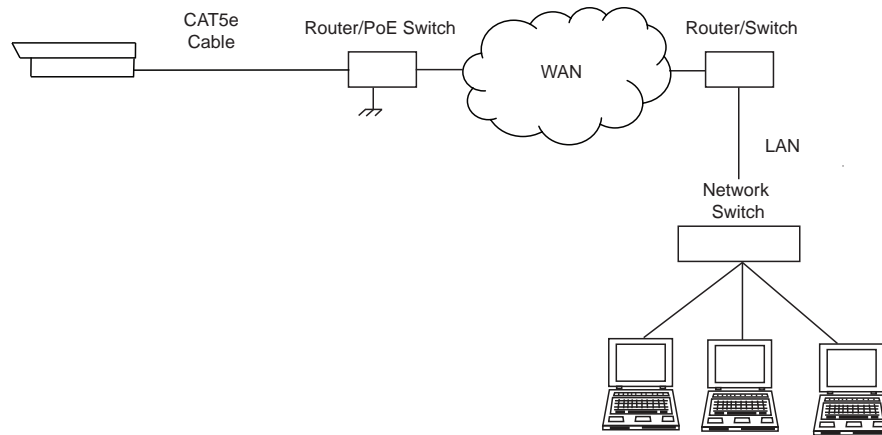 CAT5e
Cable
Router/PoE Switch
WAN
Router/Switch
LAN
Network
Switch